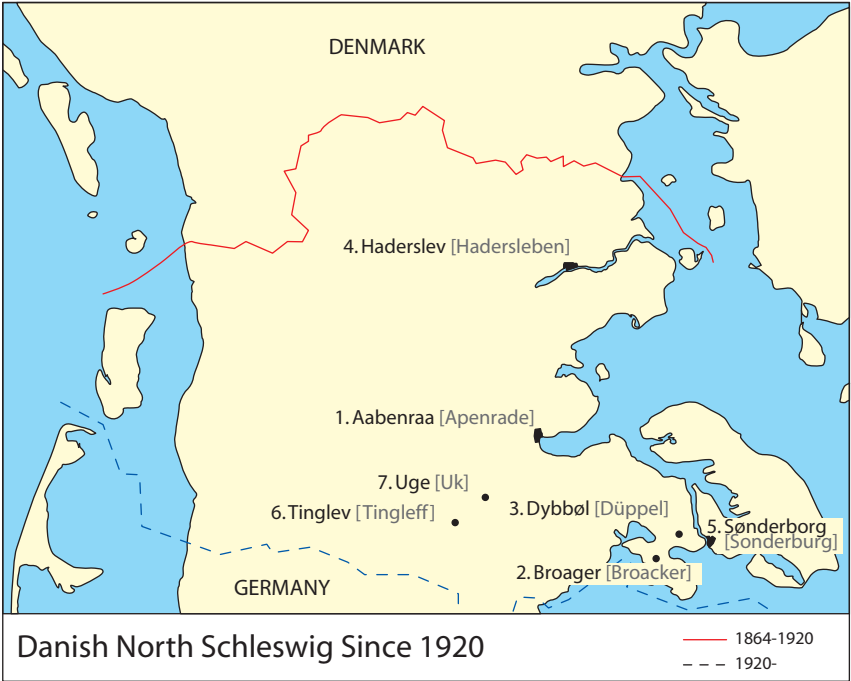 DENMARK
4. Haderslev [Hadersleben]
1. Aabenraa [Apenrade]
7. Uge [Uk]
6. Tinglev [Tingleff]
3. Dybbøl [Düppel]
5. Sønderborg
[Sonderburg]
2. Broager [Broacker]
GERMANY
Danish North Schleswig Since 1920
1864-1920
1920-